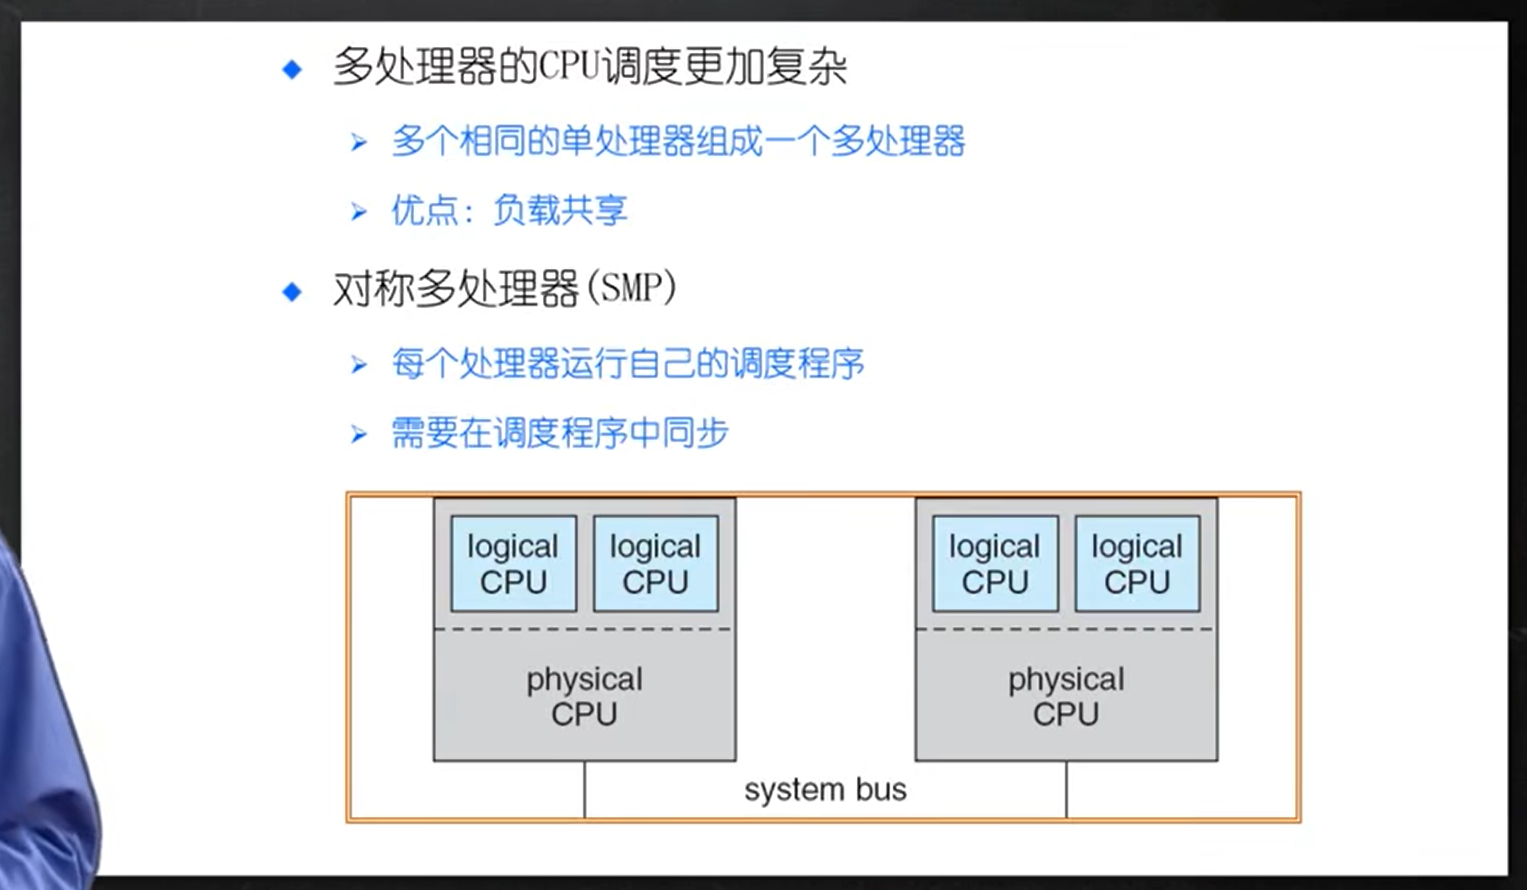 多处理器的CPU调度更加复杂
多个相同的单处理器组成一个多处理器
优点：负载共享
对称多处理器(SMP)
每个处理器运行自己的调度程序
需要在调度程序中同步
logical CPU
logical CPU
logical CPU
logical CPU
physical CPU
physical CPU
system bus